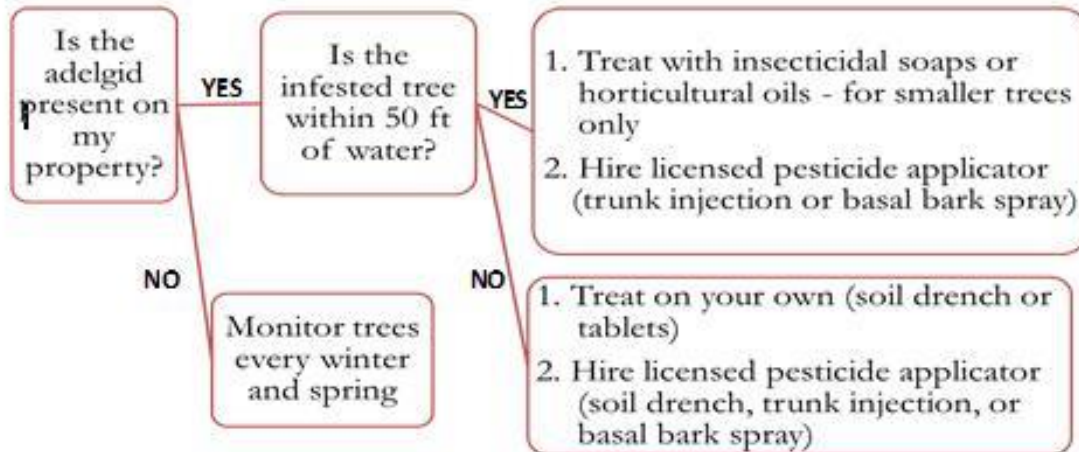 Is the
adelgid
present on
my
property?
YES
Is the
infested tree
within 50 ft
of water?
YES
1. Treat with insecticidal soaps or
horticultural oils - for smaller trees
only
2. Hire licensed pesticide applicator
(trunk injection or basal bark spray)
NO
Monitor trees
every winter
and spring
NO
1. Treat on your own (soil drench or
tablets)
2. Hire licensed pesticide applicator
(soil drench, trunk injection, or
basal bark spray)